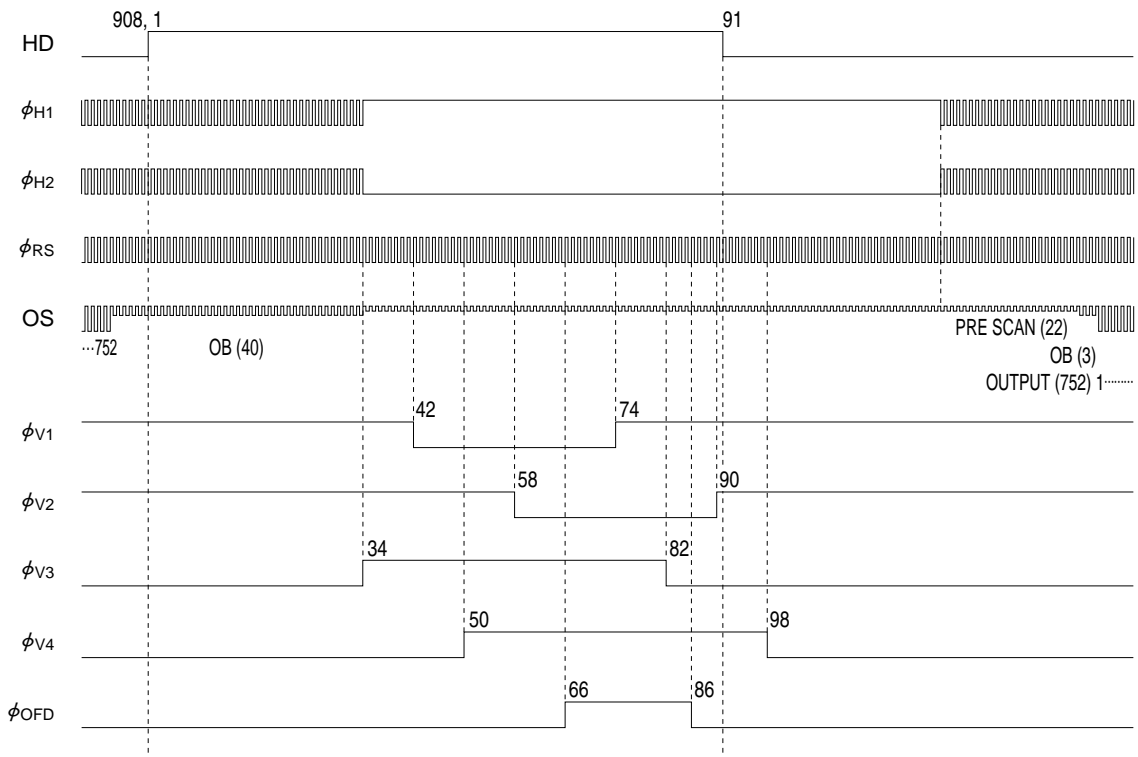 908, 1 91
HD
ϕH1
ϕH2
ϕRS
OS
···752 OB (40) PRE SCAN (22)
OB (3)
OUTPUT (752) 1·········
ϕV1 42 74
ϕV2 58 90
ϕV3 34 82
ϕV4 50 98
ϕOFD 66 86